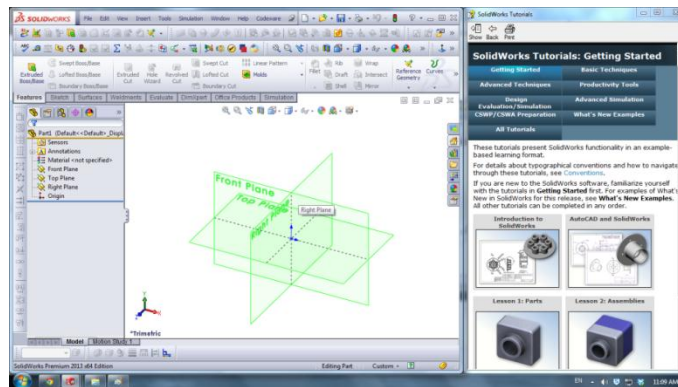 SOLIDWORKS File Edit View Insert Tools Simulation Window Help
Extruded Boss/Base
Swept Boss/Base
Lofted Boss/Base
Boundary Boss/Base
Extruded Cut
Hole Wizard
Revolved Cut
Swept Cut
Lofted Cut
Boundary Cut
Linear Pattern
Molds
Fillet
Rib
Draft
Shell
Wrap
Intersect
Mirror
Reference Geometry
Curves
Features Sketch Surfaces Weldments Evaluate DimXpert Office Products Simulation
Part1 (Default<<Default>_Displ
Sensors
Annotations
Material <not specified>
Front Plane
Top Plane
Right Plane
Origin
Front Plane
Top Plane
Right Plane
Right Plane
*Trimetric
Model Motion Study 1
SolidWorks Premium 2013 x64 Edition
Editing Part Custom
SolidWorks Tutorials
Show Back Print
SolidWorks Tutorials: Getting Started
Getting Started Basic Techniques
Advanced Techniques Productivity Tools
Design Evaluation/Simulation Advanced Simulation
CSWP/CSWA Preparation What's New Examples
All Tutorials
These tutorials present SolidWorks functionality in an example-
based learning format.
For details about typographical conventions and how to navigate
through these tutorials, see Conventions.
If you are new to the SolidWorks software, familiarize yourself
with the tutorials in Getting Started first. For examples of What's
New in SolidWorks for this release, see What's New Examples.
All other tutorials can be completed in any order.
Introduction to SolidWorks
AutoCAD and SolidWorks
Lesson 1: Parts
Lesson 2: Assemblies
EN 11:09 AM